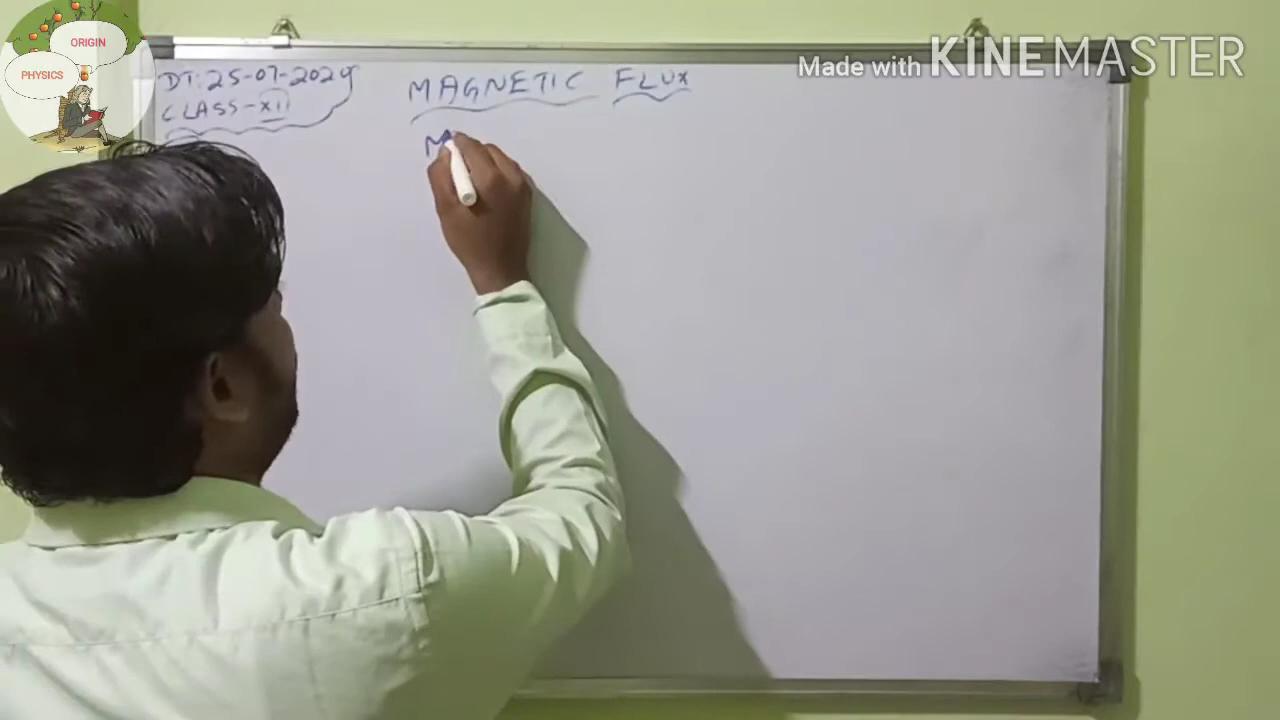 ORIGIN
PHYSICS
Made with KINEMASTER
DT: 25-07-2024
CLASS-XII
MAGNETIC FLUX
M